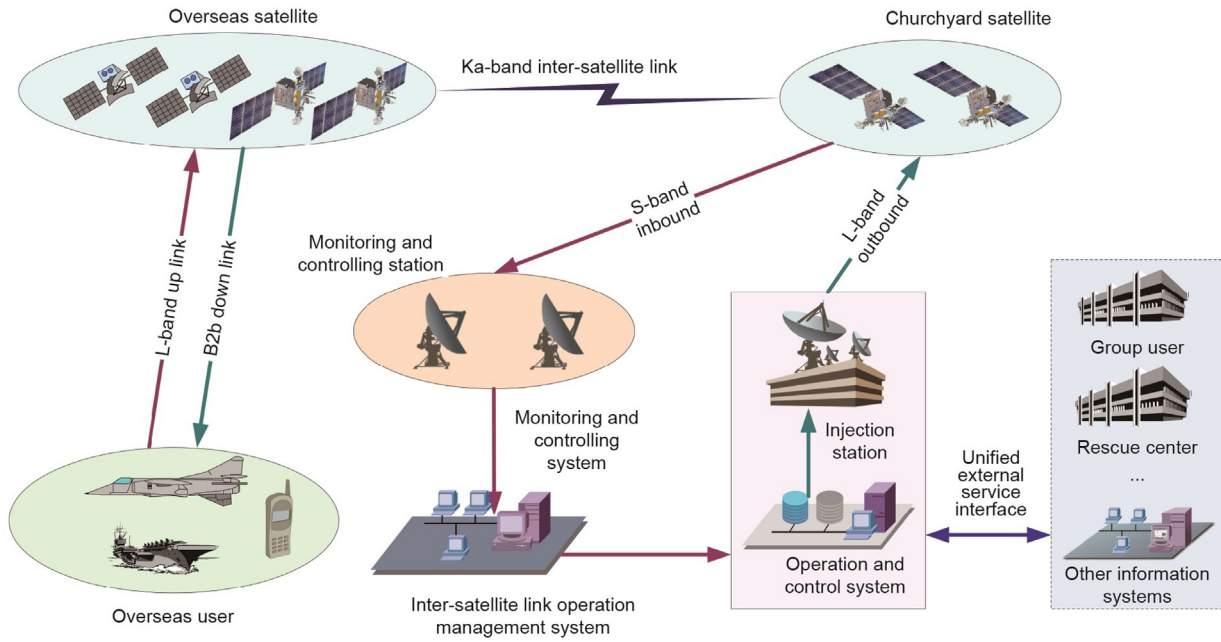 Overseas satellite
Churchyard satellite
Ka-band inter-satellite link
L-band up link
B2b down link
S-band
inbound
L-band
outbound
Monitoring and
controlling station
Monitoring and
controlling
system
Injection
station
Group user
Rescue center
...
Unified
external
service
interface
Operation and
control system
Other information
systems
Overseas user
Inter-satellite link operation
management system